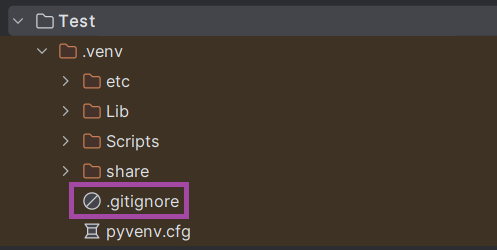 Test
.venv
etc
Lib
Scripts
share
.gitignore
pyvenv.cfg